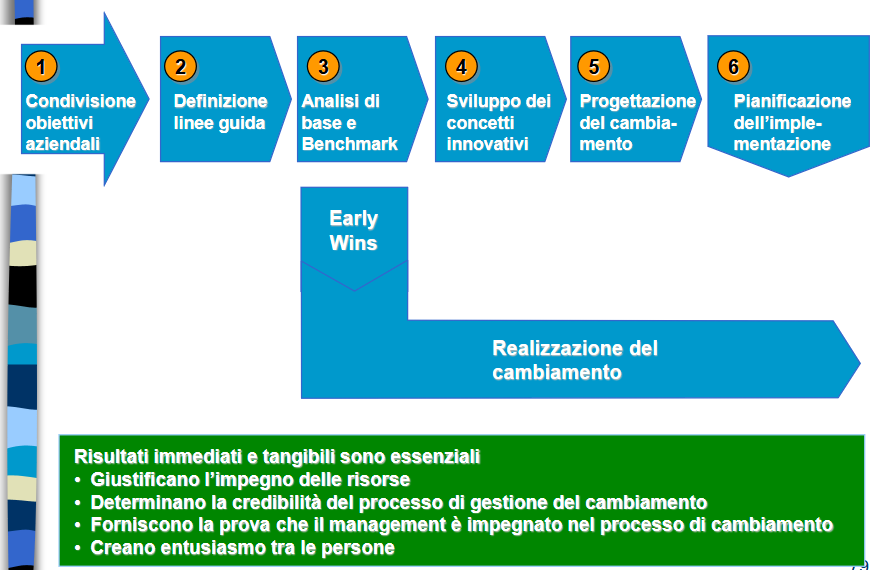 1
Condivisione
obiettivi
aziendali
2
Definizione
linee guida
3
Analisi di
base e
Benchmark
4
Sviluppo dei
concetti
innovativi
5
Progettazione
del cambia-
mento
6
Pianificazione
dell’imple-
mentazione
Early
Wins
Realizzazione del
cambiamento
Risultati immediati e tangibili sono essenziali
• Giustificano l’impegno delle risorse
• Determinano la credibilità del processo di gestione del cambiamento
• Forniscono la prova che il management è impegnato nel processo di cambiamento
• Creano entusiasmo tra le persone